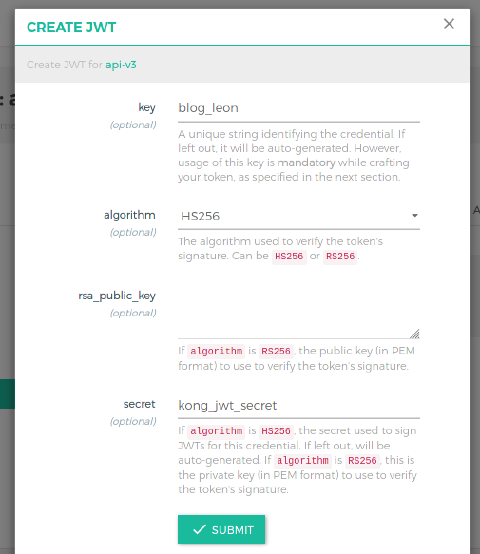 CREATE JWT
Create JWT for api-v3
key
blog_leon
(optional)
A unique string identifying the credential. If
left out, it will be auto-generated. However,
usage of this key is mandatory while crafting
your token, as specified in the next section.
algorithm
HS256
(optional)
The algorithm used to verify the token's
signature. Can be HS256 or RS256.
rsa_public_key
(optional)
If algorithm is RS256, the public key (in PEM
format) to use to verify the token's signature.
secret
kong_jwt_secret
(optional)
If algorithm is HS256, the secret used to sign
JWTs for this credential. If left out, will be
auto-generated. If algorithm is RS256, this is
the private key (in PEM format) to use to verify
the token's signature.
SUBMIT